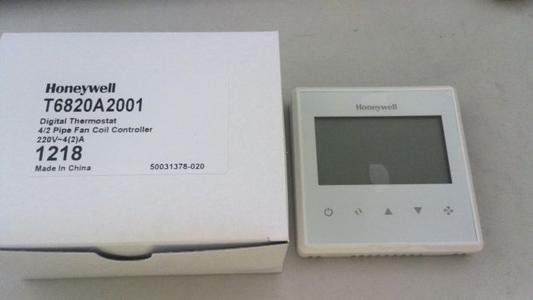 Honeywell
T6820A2001
Digital Thermostat
4/2 Pipe Fan Coil Controller
220V~4(2)A
1218
Made In China
50031378-020
Honeywell